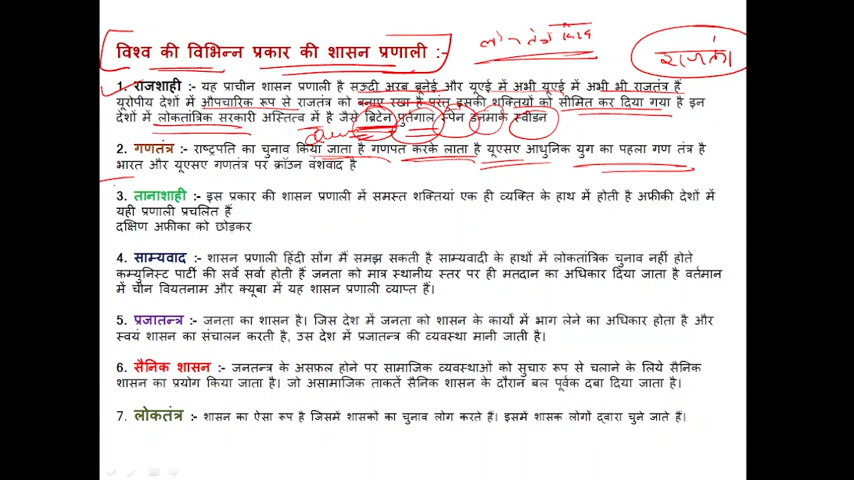 विश्व की विभिन्न प्रकार की शासन प्रणाली :-
लोकतंत्र
राजतंत्र
1. राजशाही :- यह प्राचीन शासन प्रणाली है सऊदी अरब ब्रूनेई और यूएई में अभी यूएई में अभी भी राजतंत्र हैं
यूरोपीय देशों में औपचारिक रूप से राजतंत्र को बनाए रखा है परंतु इसकी शक्तियों को सीमित कर दिया गया है इन
देशों में लोकतांत्रिक सरकारी अस्तित्व में है जैसे ब्रिटेन पुर्तगाल स्पेन डेनमार्क स्वीडन
2. गणतंत्र :- राष्ट्रपति का चुनाव किया जाता है गणपत करके लाता है यूएसए आधुनिक युग का पहला गण तंत्र है
भारत और यूएसए गणतंत्र पर क्रॉउन वंशवाद है
3. तानाशाही :- इस प्रकार की शासन प्रणाली में समस्त शक्तियां एक ही व्यक्ति के हाथ में होती है अफ्रीकी देशों में
यही प्रणाली प्रचलित हैं
दक्षिण अफ्रीका को छोड़कर
4. साम्यवाद :- शासन प्रणाली हिंदी सोंग मैं समझ सकती है साम्यवादी के हाथों में लोकतांत्रिक चुनाव नहीं होते
कम्युनिस्ट पार्टी की सर्वे सर्वा होती हैं जनता को मात्र स्थानीय स्तर पर ही मतदान का अधिकार दिया जाता है वर्तमान
में चीन वियतनाम और क्यूबा में यह शासन प्रणाली व्याप्त हैं।
5. प्रजातन्त्र :- जनता का शासन है। जिस देश में जनता को शासन के कार्यो में भाग लेने का अधिकार होता है और
स्वयं शासन का संचालन करती है, उस देश में प्रजातन्त्र की व्यवस्था मानी जाती है।
6. सैनिक शासन :- जनतन्त्र के असफ़ल होने पर सामाजिक व्यवस्थाओं को सुचारु रूप से चलाने के लिये सैनिक
शासन का प्रयोग किया जाता है। जो असामाजिक ताकतें सैनिक शासन के दौरान बल पूर्वक दबा दिया जाता है।
7. लोकतंत्र :- शासन का ऐसा रूप है जिसमें शासकों का चुनाव लोग करते हैं। इसमें शासक लोगों द्वारा चुने जाते हैं।